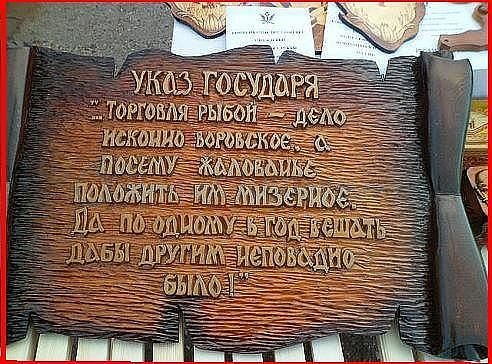 УКАЗ ГОСУДАРЯ
"...ТОРГОВЛЯ РЫБОЙ – ДЕЛО
ИСКОННО ВОРОВСКОЕ, А
ПОСЕМУ ЖАЛОВАНЬЕ
ПОЛОЖИТЬ ИМ МИЗЕРНОЕ.
ДА ПО ОДНОМУ В ГОД ВЕШАТЬ
ДАБЫ ДРУГИМ НЕПОВАДНО
БЫЛО!"